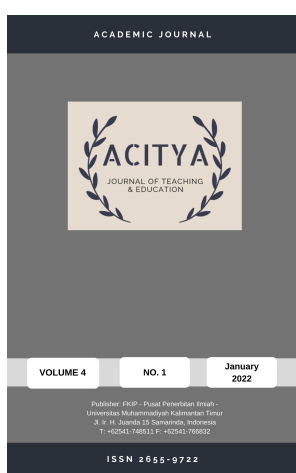 ACADEMIC JOURNAL
ACITYA
JOURNAL OF TEACHING
& EDUCATION
VOLUME 4
NO. 1
January
2022
Publisher: FKIP - Pusat Penerbitan Ilmiah -
Universitas Muhammadiyah Kalimantan Timur
Jl. Ir. H. Juanda 15 Samarinda, Indonesia
T: +62541-748511 F: +62541-766832
ISSN 2655-9722